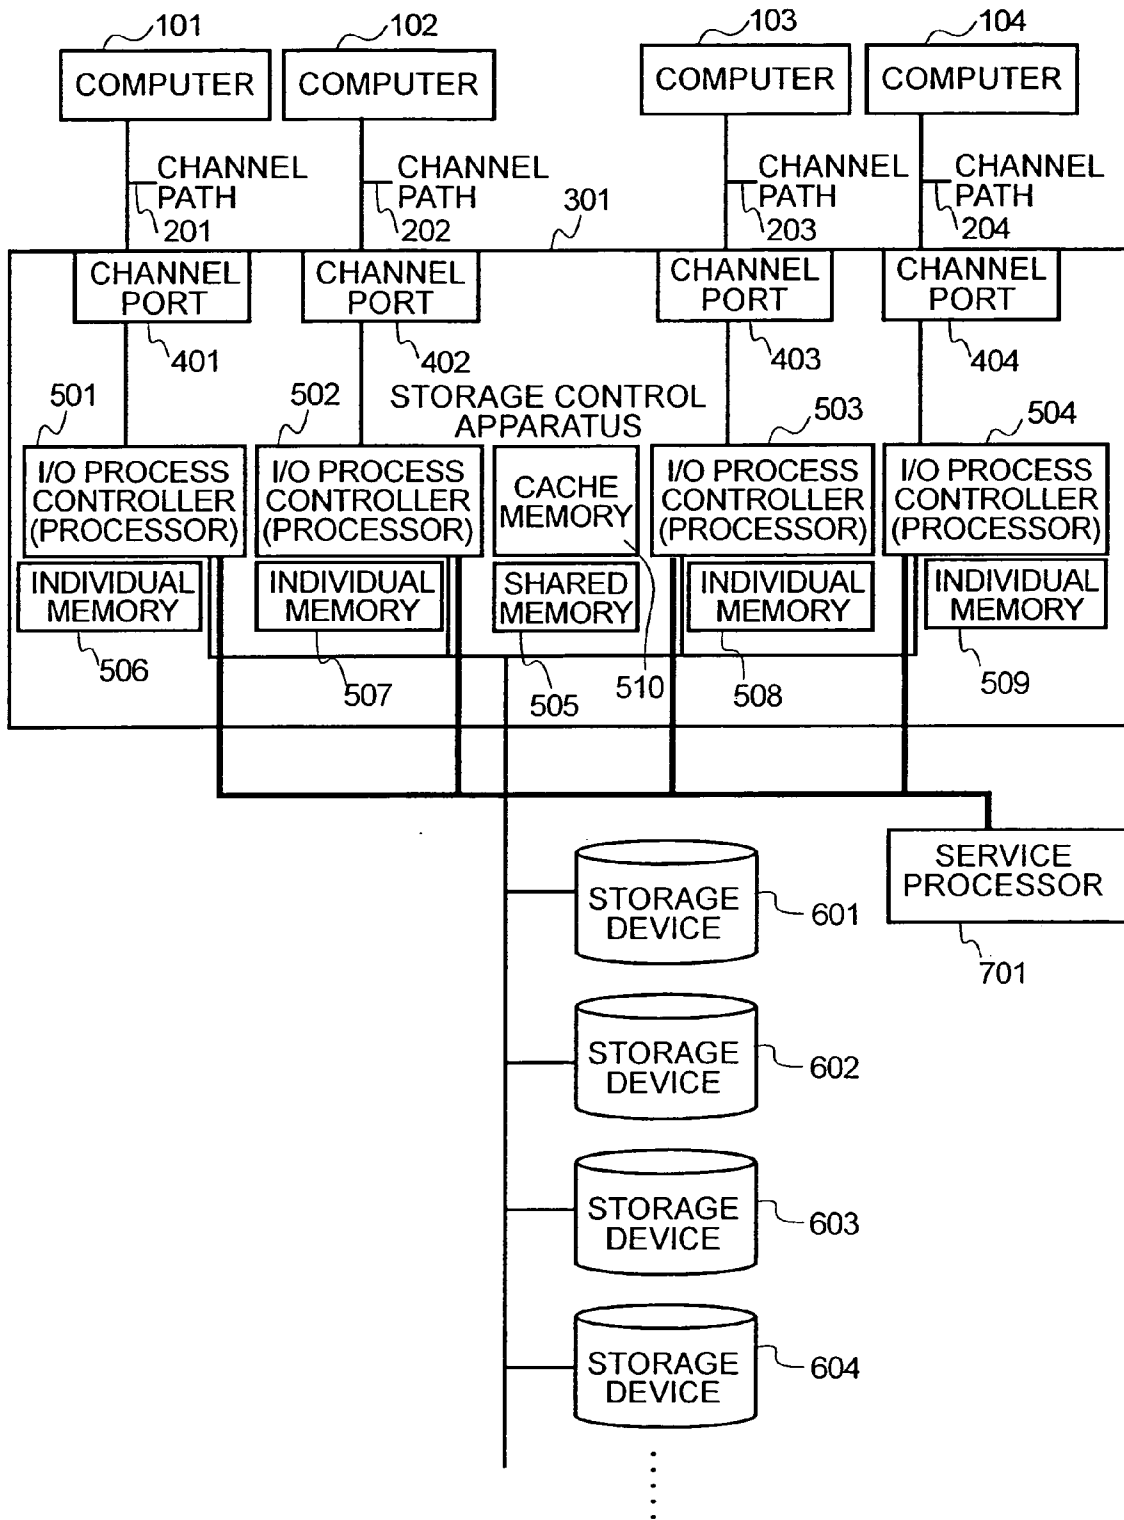 101
102
103
104
COMPUTER
COMPUTER
COMPUTER
COMPUTER
CHANNEL
PATH
201
CHANNEL
PATH
202
301
CHANNEL
PATH
203
CHANNEL
PATH
204
CHANNEL
PORT
401
CHANNEL
PORT
402
CHANNEL
PORT
403
CHANNEL
PORT
404
STORAGE CONTROL
APPARATUS
501
I/O PROCESS
CONTROLLER
(PROCESSOR)
502
I/O PROCESS
CONTROLLER
(PROCESSOR)
CACHE
MEMORY
503
I/O PROCESS
CONTROLLER
(PROCESSOR)
504
I/O PROCESS
CONTROLLER
(PROCESSOR)
INDIVIDUAL
MEMORY
506
INDIVIDUAL
MEMORY
507
SHARED
MEMORY
505
510
INDIVIDUAL
MEMORY
508
INDIVIDUAL
MEMORY
509
SERVICE
PROCESSOR
701
STORAGE
DEVICE
601
STORAGE
DEVICE
602
STORAGE
DEVICE
603
STORAGE
DEVICE
604